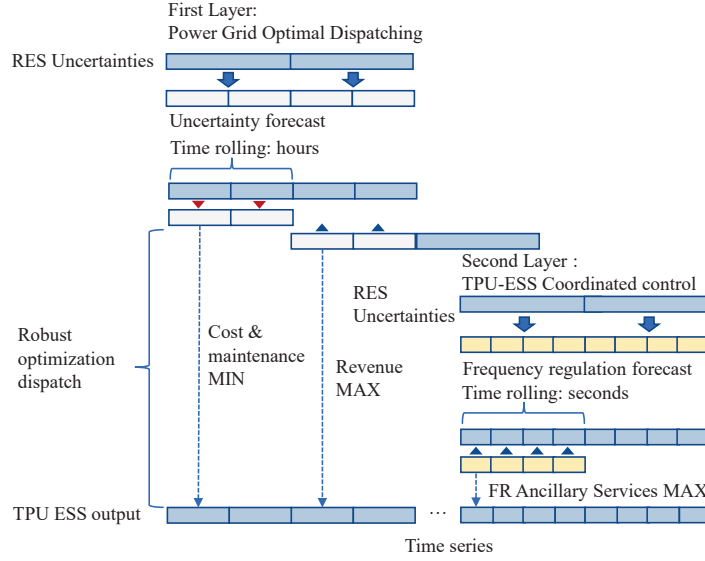 First Layer:
Power Grid Optimal Dispatching
RES Uncertainties
Uncertainty forecast
Time rolling: hours
Second Layer :
TPU-ESS Coordinated control
RES
Uncertainties
Robust
optimization
dispatch
Cost &
maintenance
MIN
Revenue
MAX
Frequency regulation forecast
Time rolling: seconds
FR Ancillary Services MAX
TPU ESS output
...
Time series